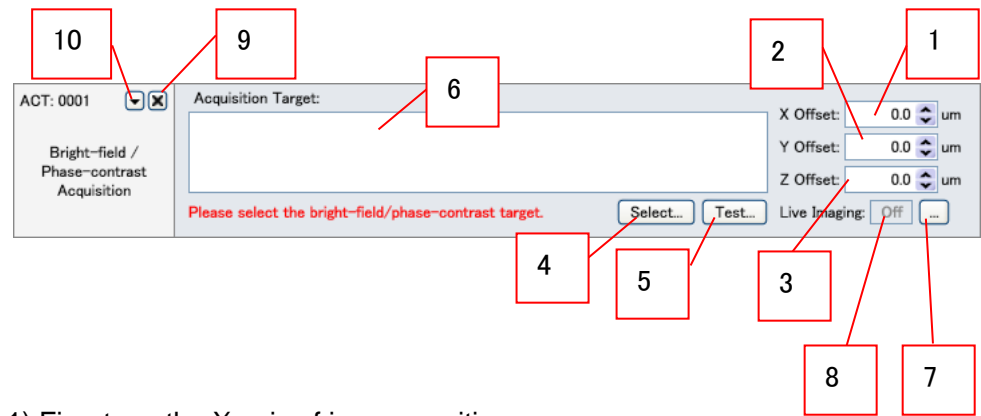 10
9
2
1
6
ACT: 0001
Acquisition Target:
X Offset: 0.0 um
Bright-field /
Phase-contrast
Acquisition
Y Offset: 0.0 um
Z Offset: 0.0 um
Please select the bright-field/phase-contrast target.
Select...
Test...
Live Imaging: Off ...
4
5
3
8
7